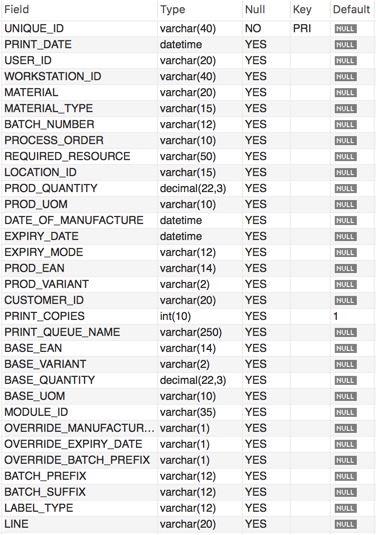 Field Type Null Key Default
UNIQUE_ID varchar(40) NO PRI NULL
PRINT_DATE datetime YES NULL
USER_ID varchar(20) YES NULL
WORKSTATION_ID varchar(40) YES NULL
MATERIAL varchar(20) YES NULL
MATERIAL_TYPE varchar(15) YES NULL
BATCH_NUMBER varchar(12) YES NULL
PROCESS_ORDER varchar(10) YES NULL
REQUIRED_RESOURCE varchar(50) YES NULL
LOCATION_ID varchar(15) YES NULL
PROD_QUANTITY decimal(22,3) YES NULL
PROD_UOM varchar(10) YES NULL
DATE_OF_MANUFACTURE datetime YES NULL
EXPIRY_DATE datetime YES NULL
EXPIRY_MODE varchar(12) YES NULL
PROD_EAN varchar(14) YES NULL
PROD_VARIANT varchar(2) YES NULL
CUSTOMER_ID varchar(20) YES NULL
PRINT_COPIES int(10) YES 1
PRINT_QUEUE_NAME varchar(250) YES NULL
BASE_EAN varchar(14) YES NULL
BASE_VARIANT varchar(2) YES NULL
BASE_QUANTITY decimal(22,3) YES NULL
BASE_UOM varchar(10) YES NULL
MODULE_ID varchar(35) YES NULL
OVERRIDE_MANUFACTUR... varchar(1) YES NULL
OVERRIDE_EXPIRY_DATE varchar(1) YES NULL
OVERRIDE_BATCH_PREFIX varchar(1) YES NULL
BATCH_PREFIX varchar(12) YES NULL
BATCH_SUFFIX varchar(12) YES NULL
LABEL_TYPE varchar(12) YES NULL
LINE varchar(20) YES NULL